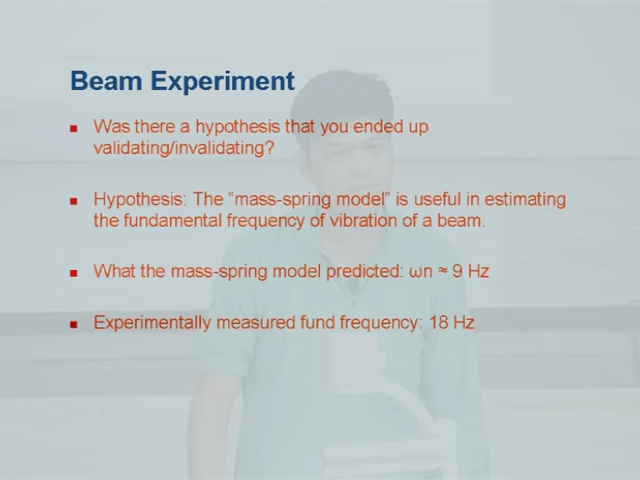 Beam Experiment
Was there a hypothesis that you ended up
validating/invalidating?
Hypothesis: The “mass-spring model” is useful in estimating
the fundamental frequency of vibration of a beam.
What the mass-spring model predicted: ωn ≈ 9 Hz
Experimentally measured fund frequency: 18 Hz